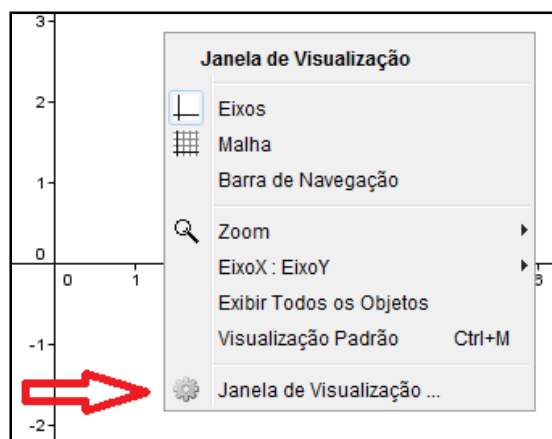 3
Janela de Visualização
2
Eixos
Malha
1
Barra de Navegação
Zoom
0
EixoX : EixoY
0 1 8
Exibir Todos os Objetos
-1
Visualização Padrão Ctrl+M
Janela de Visualização ...
-2